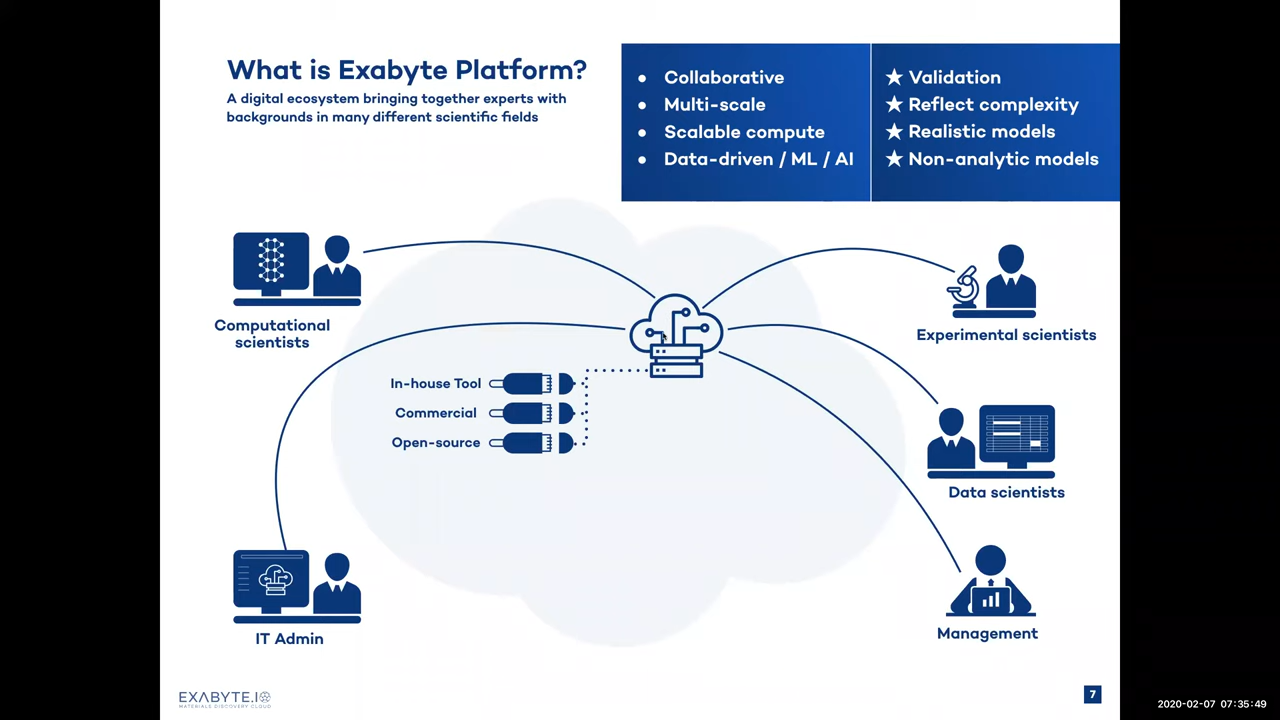 What is Exabyte Platform?
A digital ecosystem bringing together experts with
backgrounds in many different scientific fields
● Collaborative
● Multi-scale
● Scalable compute
● Data-driven / ML / AI
★ Validation
★ Reflect complexity
★ Realistic models
★ Non-analytic models
Computational
scientists
Experimental scientists
In-house Tool
Commercial
Open-source
Data scientists
IT Admin
Management
EXABYTE.IO
MATERIALS DISCOVERY CLOUD
7
2020-02-07 07:35:49